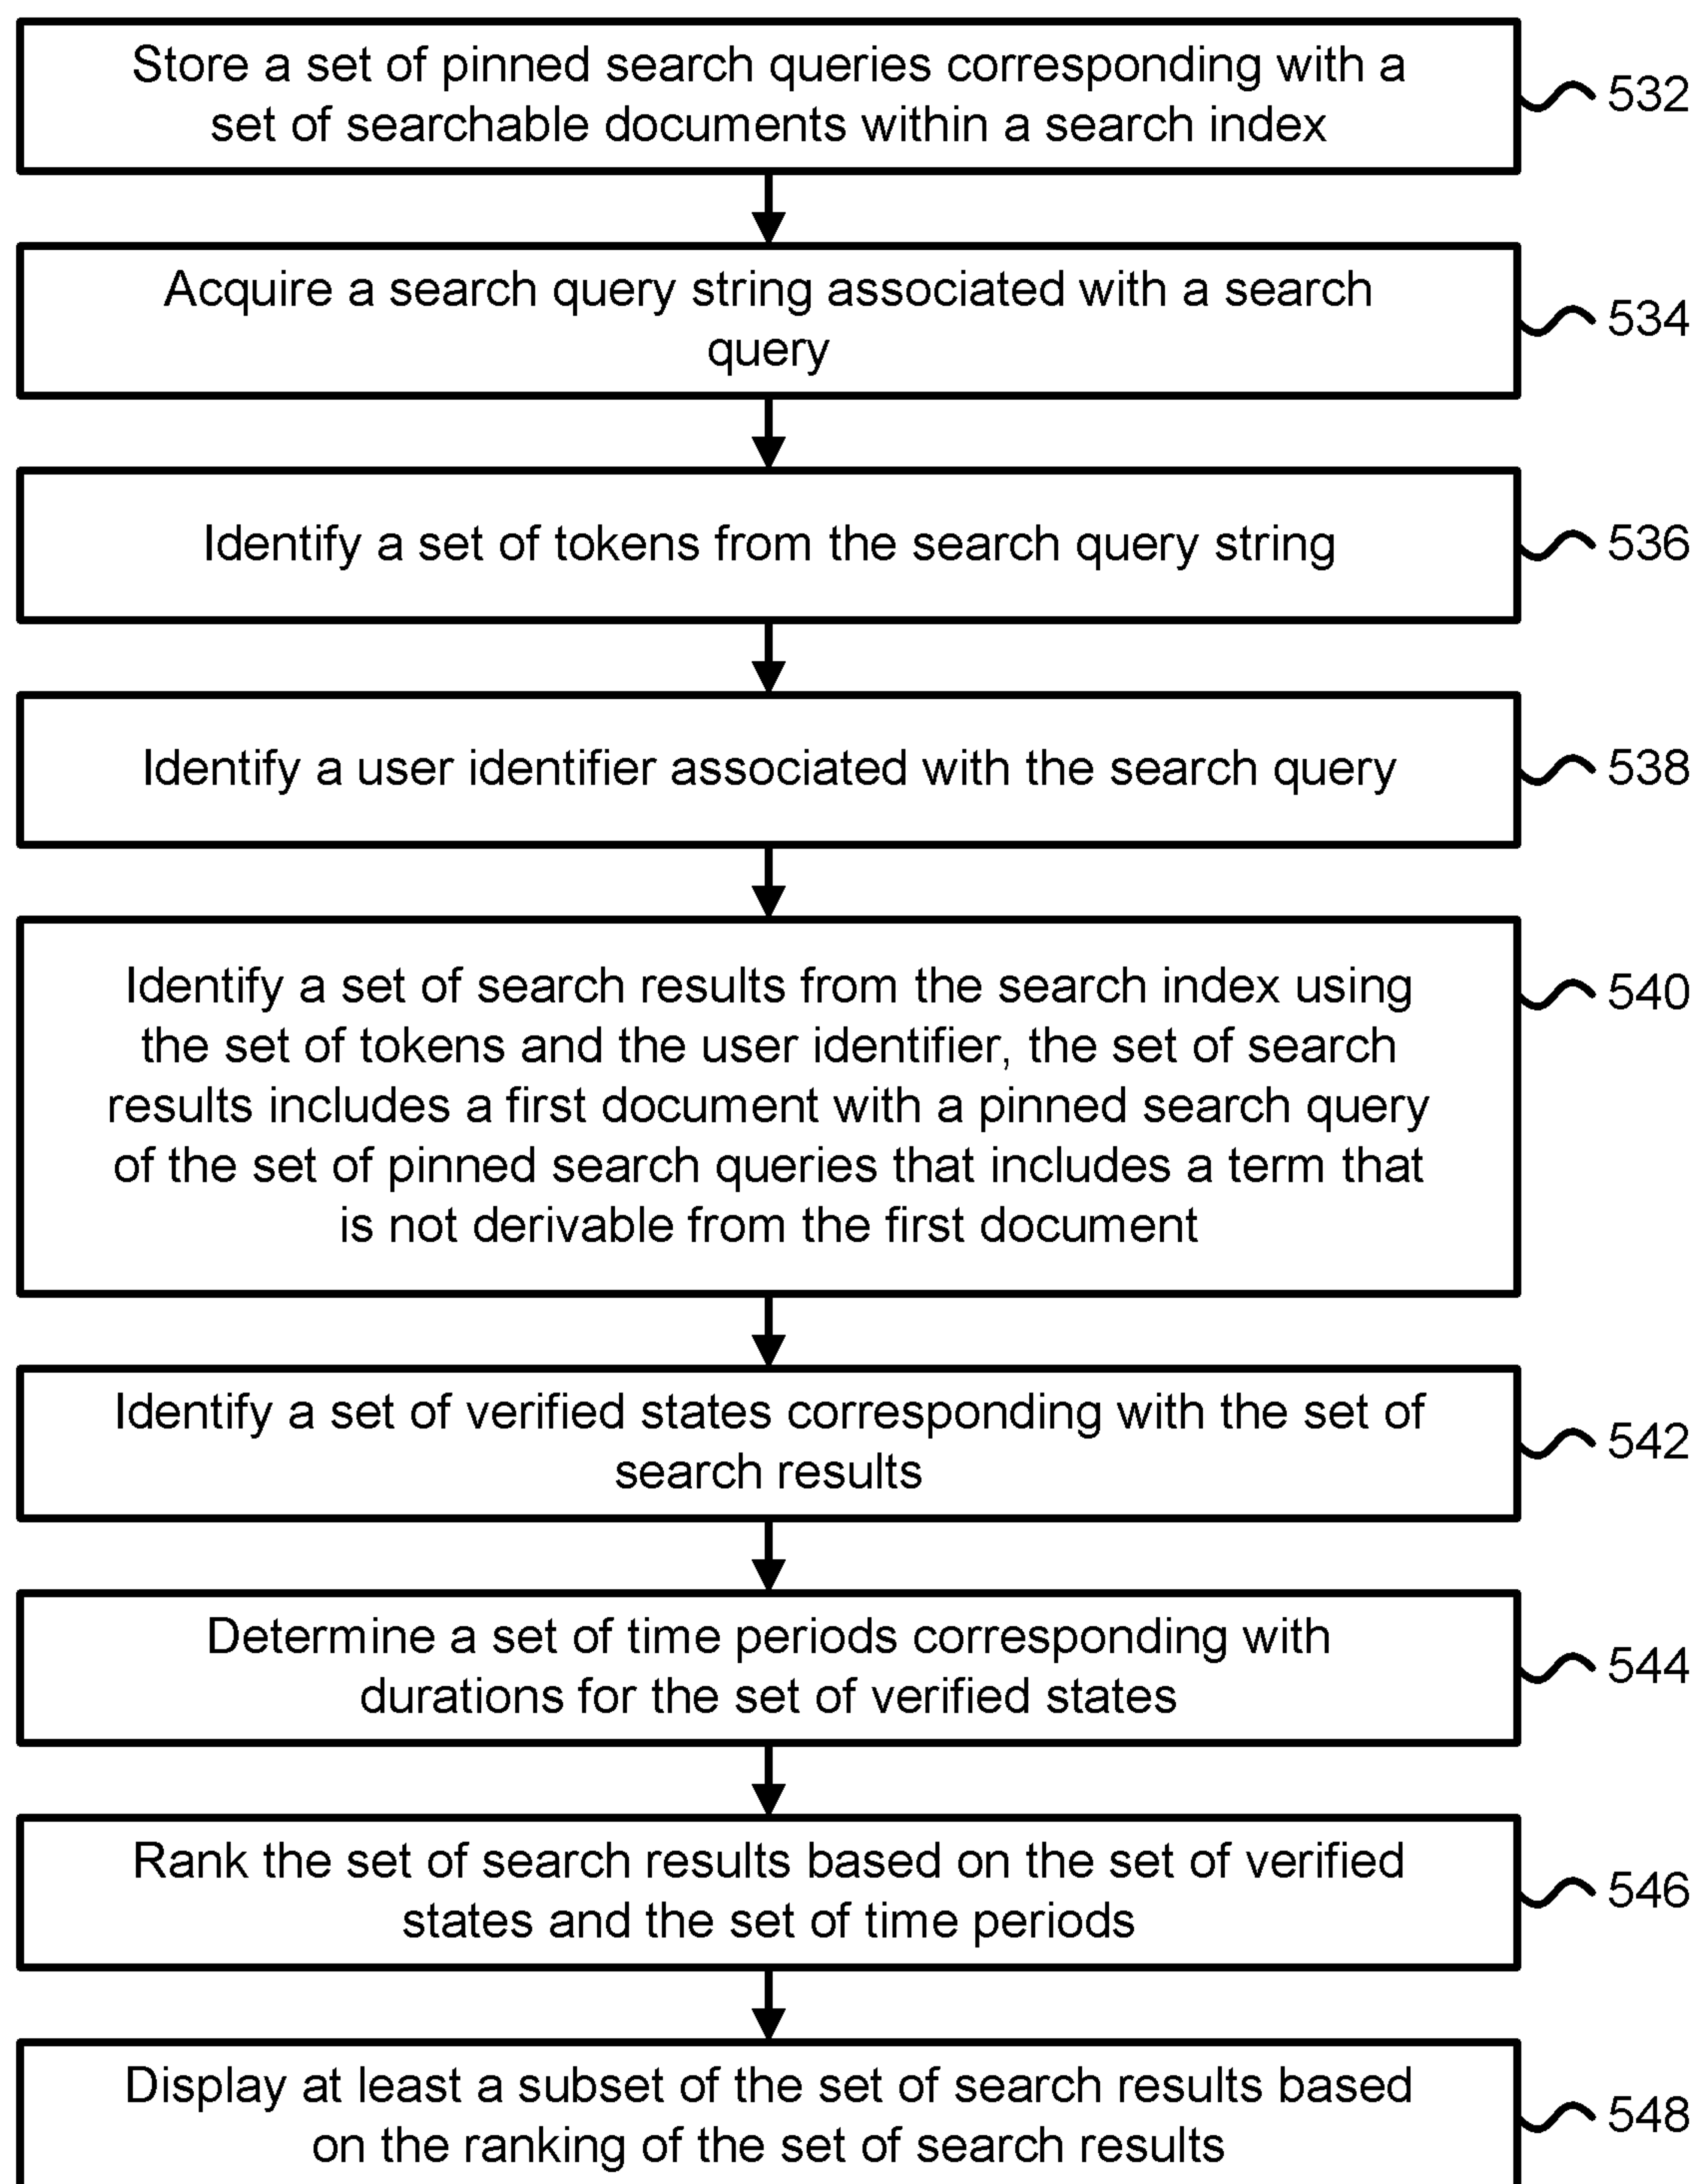 Store a set of pinned search queries corresponding with a
set of searchable documents within a search index
532
Acquire a search query string associated with a search
query
534
Identify a set of tokens from the search query string
536
Identify a user identifier associated with the search query
538
Identify a set of search results from the search index using
the set of tokens and the user identifier, the set of search
results includes a first document with a pinned search query
of the set of pinned search queries that includes a term that
is not derivable from the first document
540
Identify a set of verified states corresponding with the set of
search results
542
Determine a set of time periods corresponding with
durations for the set of verified states
544
Rank the set of search results based on the set of verified
states and the set of time periods
546
Display at least a subset of the set of search results based
on the ranking of the set of search results
548